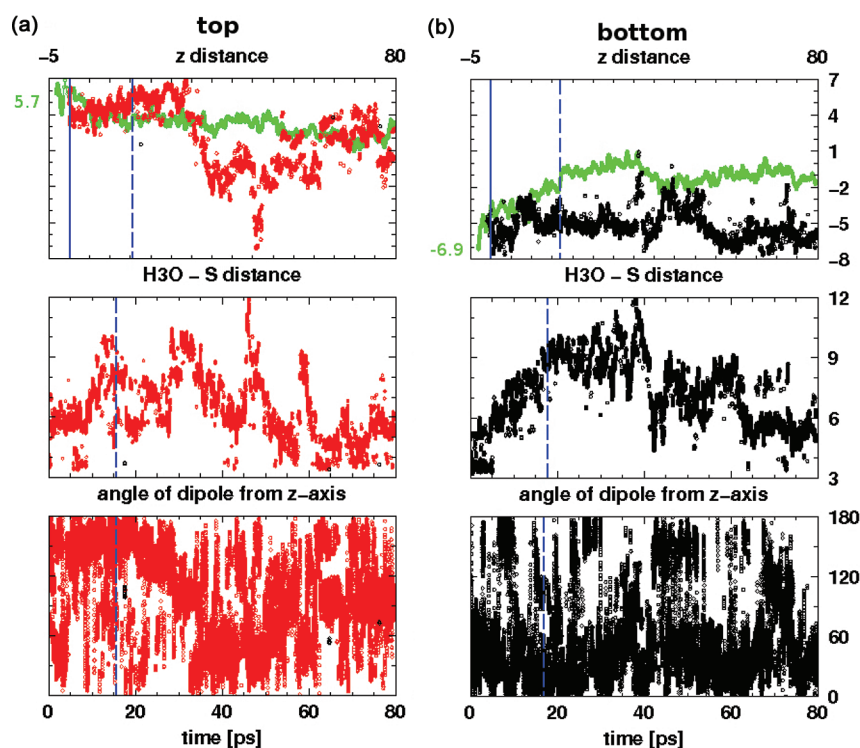 (a) top
z distance
−5 80
5.7
H3O − S distance
angle of dipole from z−axis
0 20 40 60 80
time [ps]
(b) bottom
z distance
−5 80
7
4
1
−2
−5
−8
-6.9
H3O − S distance
12
9
6
3
angle of dipole from z−axis
180
120
60
0
0 20 40 60 80
time [ps]